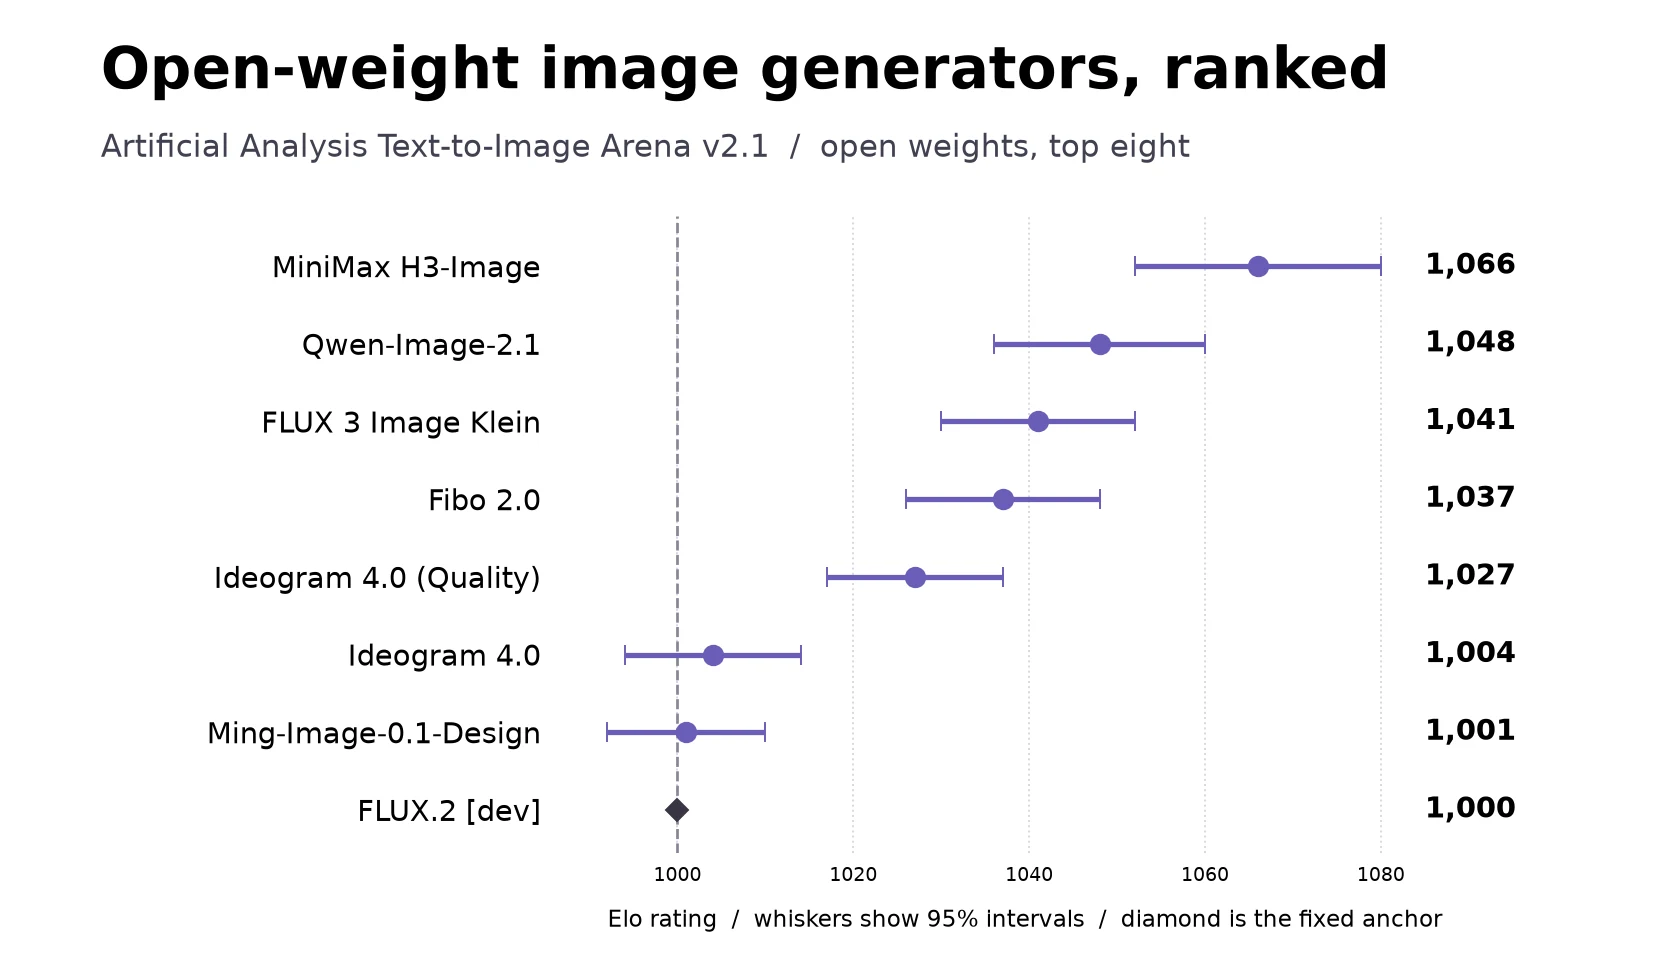 Open-weight image generators, ranked
Artificial Analysis Text-to-Image Arena v2.1 / open weights, top eight
MiniMax H3-Image 1,066
Qwen-Image-2.1 1,048
FLUX 3 Image Klein 1,041
Fibo 2.0 1,037
Ideogram 4.0 (Quality) 1,027
Ideogram 4.0 1,004
Ming-Image-0.1-Design 1,001
FLUX.2 [dev] 1,000
1000 1020 1040 1060 1080
Elo rating / whiskers show 95% intervals / diamond is the fixed anchor